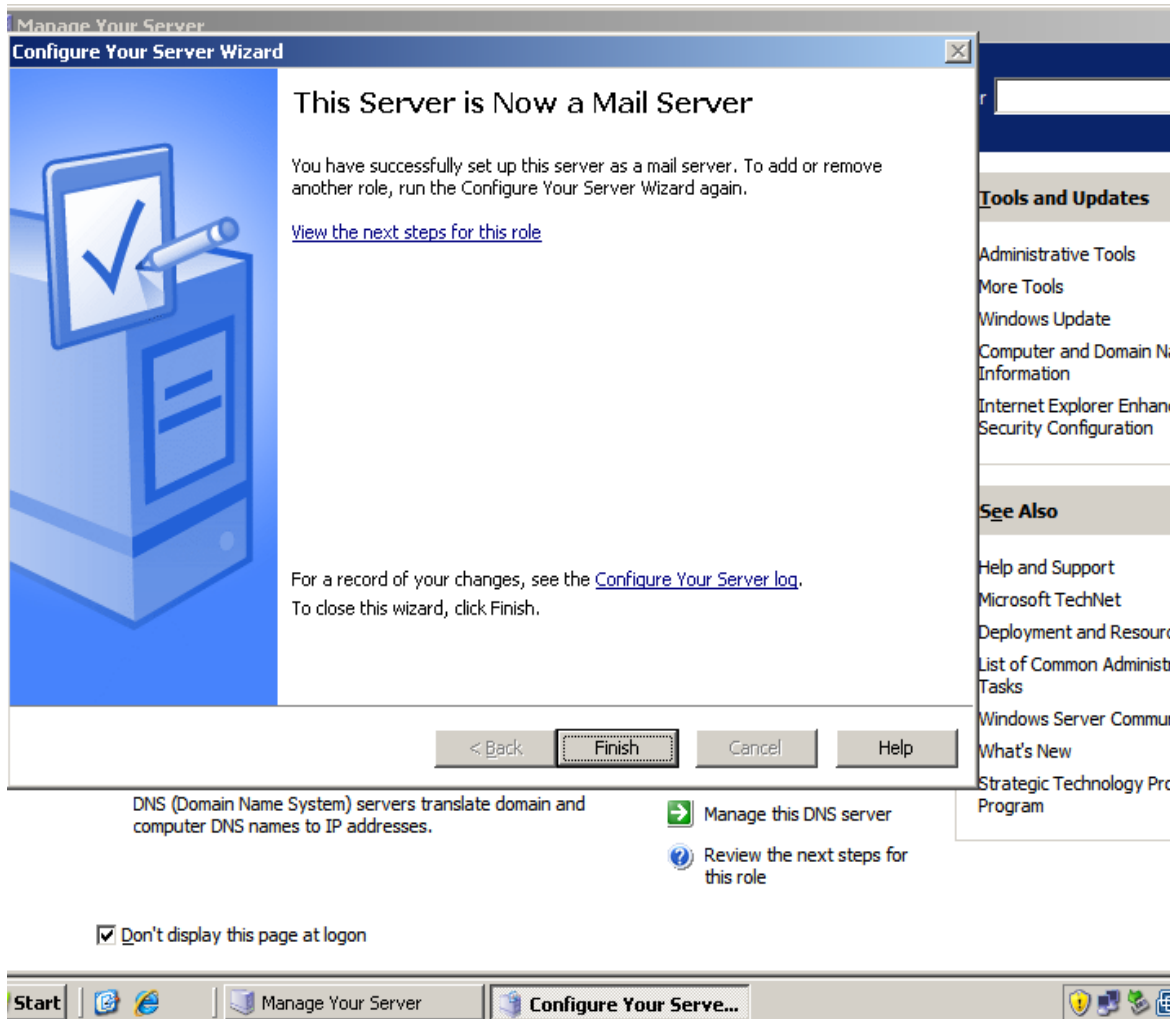 Manage Your Server
Configure Your Server Wizard
This Server is Now a Mail Server
You have successfully set up this server as a mail server. To add or remove
another role, run the Configure Your Server Wizard again.
View the next steps for this role
For a record of your changes, see the Configure Your Server log.
To close this wizard, click Finish.
< Back
Finish
Cancel
Help
r
Tools and Updates
Administrative Tools
More Tools
Windows Update
Computer and Domain Na
Information
Internet Explorer Enhanc
Security Configuration
See Also
Help and Support
Microsoft TechNet
Deployment and Resourc
List of Common Administr
Tasks
Windows Server Commun
What's New
Strategic Technology Pro
Program
DNS (Domain Name System) servers translate domain and
computer DNS names to IP addresses.
Manage this DNS server
Review the next steps for
this role
Don't display this page at logon
Start
Manage Your Server
Configure Your Serve...